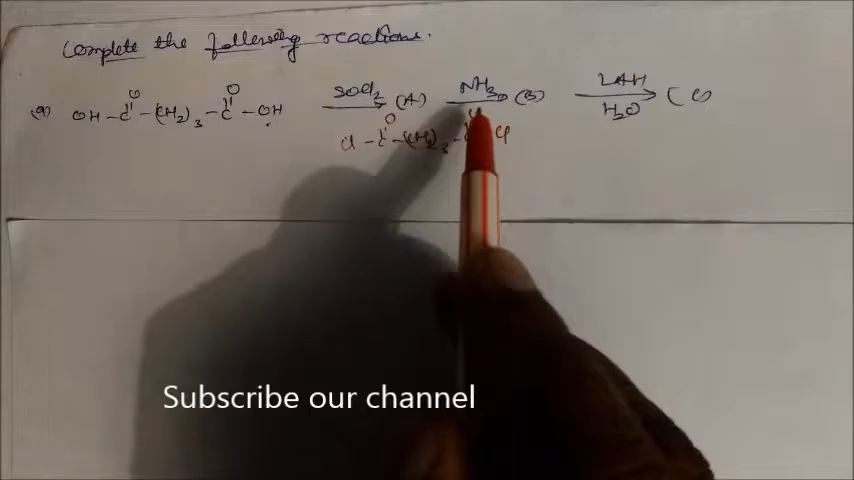 Complete the following reactions.
(a) OH-C(=O)-(CH2)3-C(=O)-OH SOCl2 → (A) NH3 → (B) LAH H2O → (C)
Cl-C(=O)-(CH2)3-C Cl
Subscribe our channel